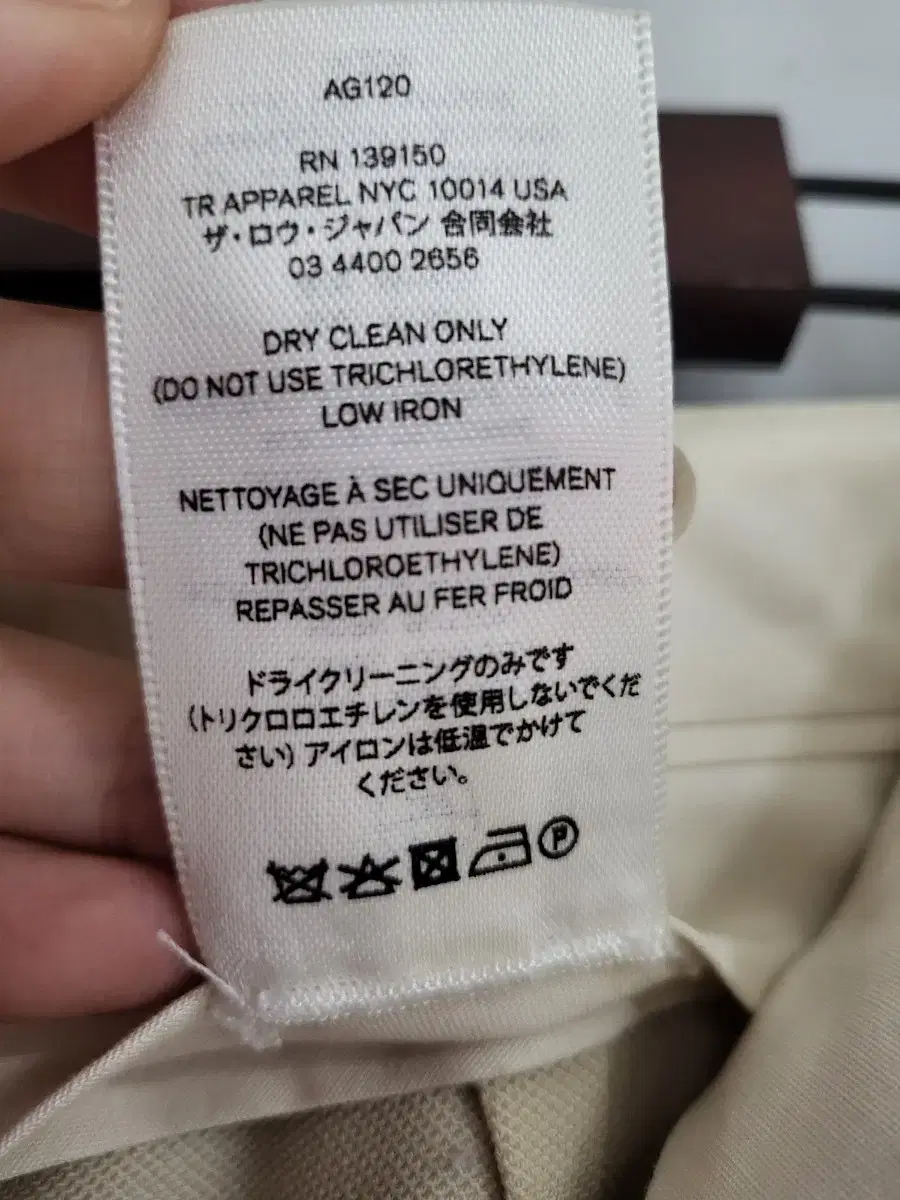 AG120
RN 139150
TR APPAREL NYC 10014 USA
ザ・ロウ・ジャパン 合同会社
03 4400 2656
DRY CLEAN ONLY
(DO NOT USE TRICHLORETHYLENE)
LOW IRON
NETTOYAGE À SEC UNIQUEMENT
(NE PAS UTILISER DE
TRICHLOROETHYLENE)
REPASSER AU FER FROID
ドライクリーニングのみです
(トリクロロエチレンを使用しないでくだ
さい) アイロンは低温でかけて
ください。
P